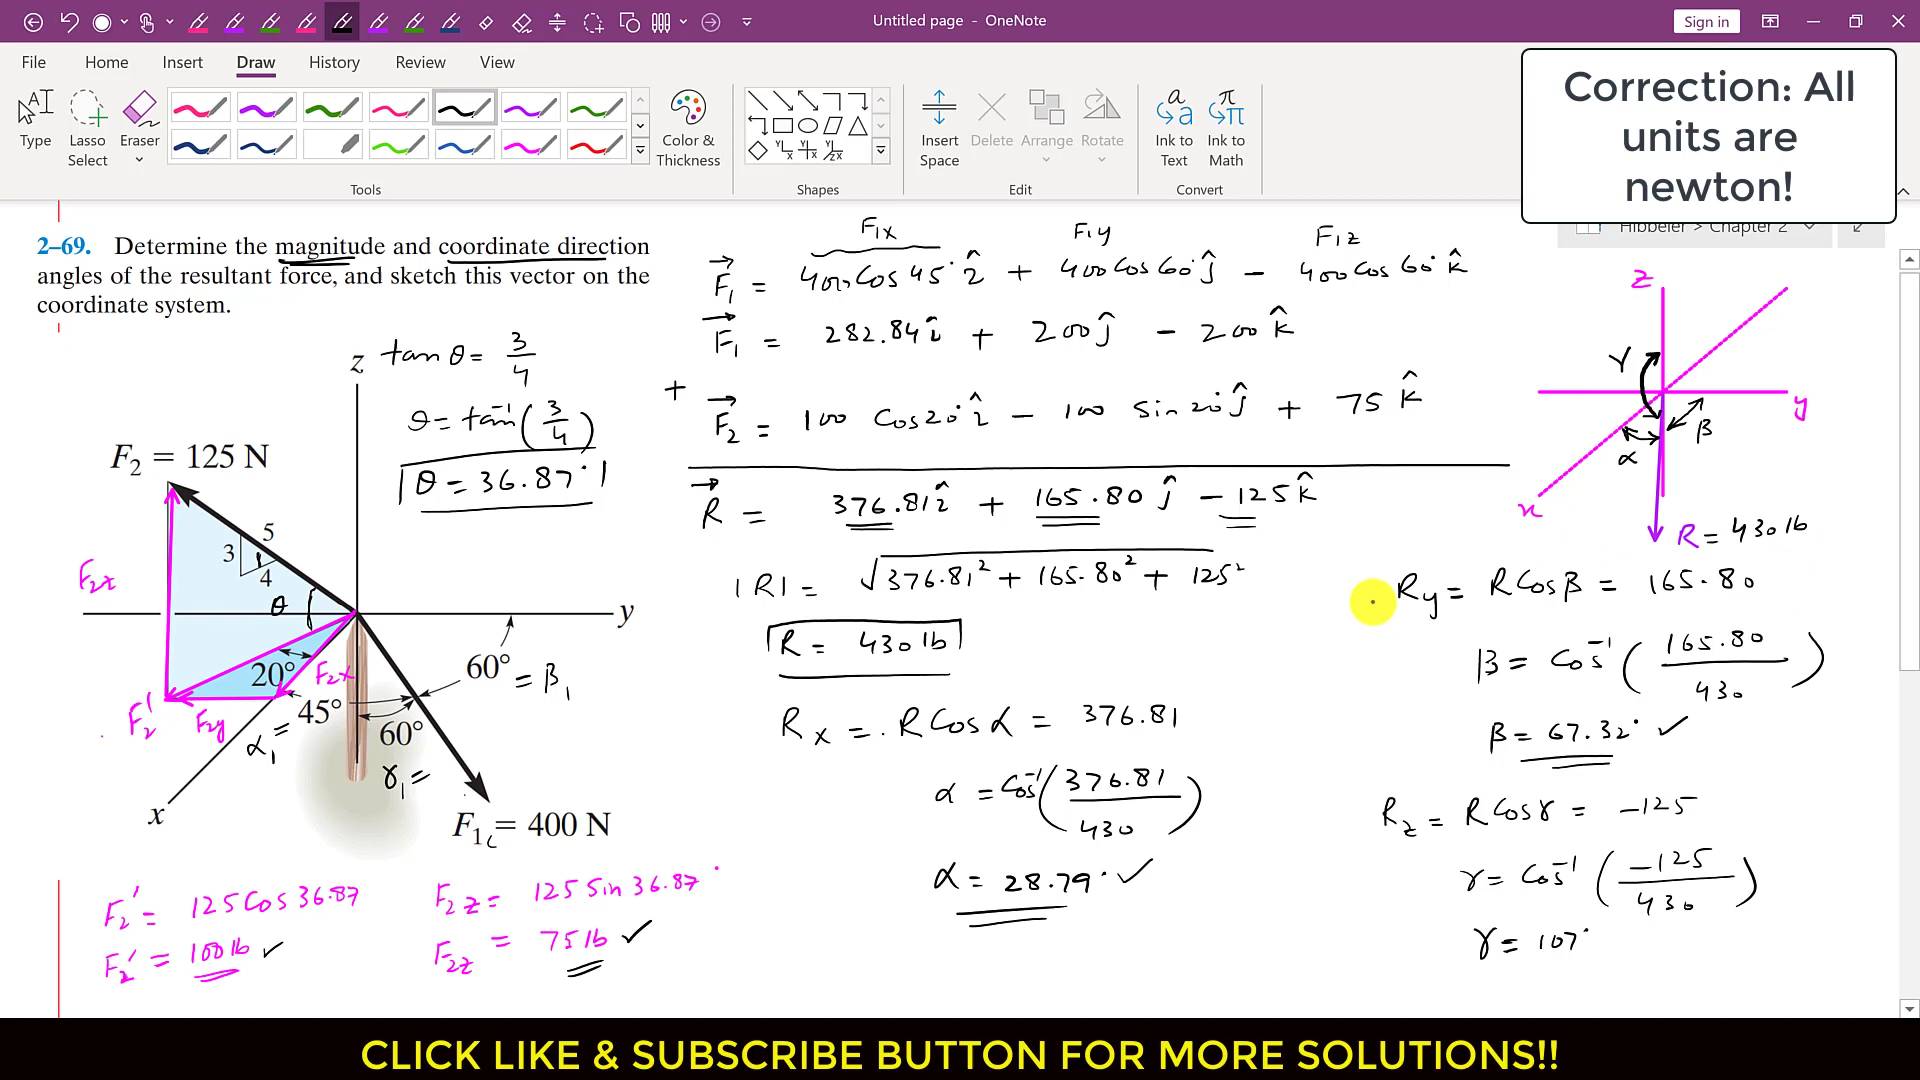 Untitled page - OneNote
Sign in
File Home Insert Draw History Review View
Type
Lasso Select
Eraser
Color & Thickness
Insert Space
Delete
Arrange
Rotate
Ink to Text
Ink to Math
Tools
Shapes
Edit
Convert
Correction: All
units are
newton!
Hibbeler > Chapter 2
2–69. Determine the magnitude and coordinate direction
angles of the resultant force, and sketch this vector on the
coordinate system.
z
tan θ = 3/4
θ = tan⁻¹(3/4)
θ = 36.87°
F₂ = 125 N
5
3
4
θ
F₂z
y
20°
F₂x
60° = β₁
F₂′
F₂y
α₁ =
45°
60°
γ₁ =
x
F₁ = 400 N
F₂′ = 125 Cos 36.87
F₂′ = 100 lb ✓
F₂z = 125 Sin 36.87°
F₂z = 75 lb ✓
F₁x F₁y F₁z
F₁ = 400 Cos 45° î + 400 Cos 60° ĵ − 400 Cos 60° k̂
F₁ = 282.84 î + 200 ĵ − 200 k̂
+
F₂ = 100 Cos 20° î − 100 Sin 20° ĵ + 75 k̂
R = 376.81 î + 165.80 ĵ − 125 k̂
|R| = √376.81² + 165.80² + 125²
R = 430 lb
Rx = R Cos α = 376.81
α = Cos⁻¹(376.81/430)
α = 28.79° ✓
z
γ
y
β
α
x
R = 430 lb
Ry = R Cos β = 165.80
β = Cos⁻¹(165.80/430)
β = 67.32° ✓
Rz = R Cos γ = −125
γ = Cos⁻¹(−125/430)
γ = 107°
CLICK LIKE & SUBSCRIBE BUTTON FOR MORE SOLUTIONS!!